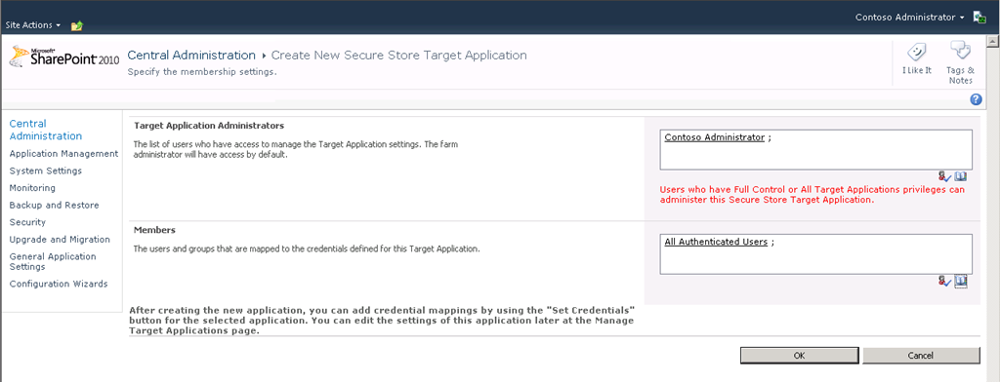 Site Actions
Contoso Administrator
Microsoft
SharePoint 2010
Central Administration ▸ Create New Secure Store Target Application
Specify the membership settings.
I Like It
Tags &
Notes
Central
Administration
Application Management
System Settings
Monitoring
Backup and Restore
Security
Upgrade and Migration
General Application
Settings
Configuration Wizards
Target Application Administrators
The list of users who have access to manage the Target Application settings. The farm
administrator will have access by default.
Contoso Administrator ;
Users who have Full Control or All Target Applications privileges can
administer this Secure Store Target Application.
Members
The users and groups that are mapped to the credentials defined for this Target Application.
All Authenticated Users ;
After creating the new application, you can add credential mappings by using the "Set Credentials"
button for the selected application. You can edit the settings of this application later at the Manage
Target Applications page.
OK
Cancel